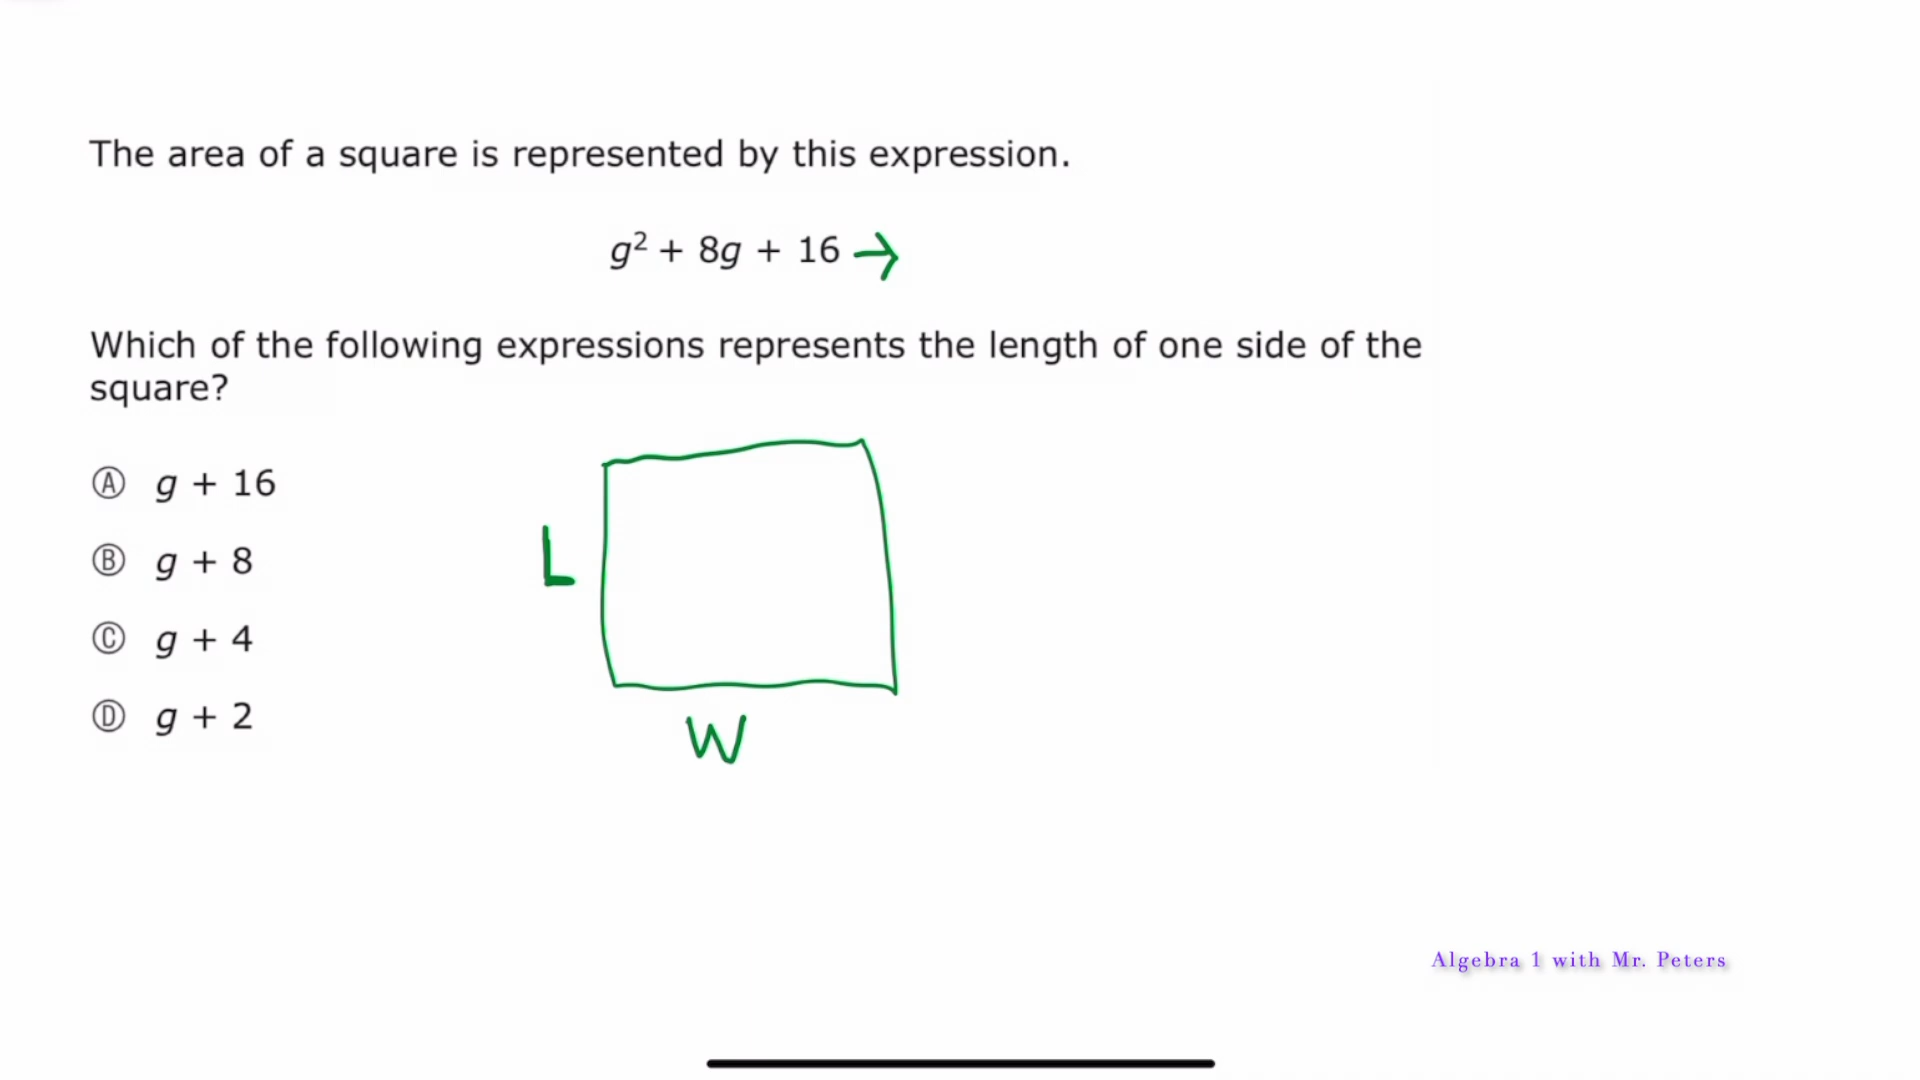 The area of a square is represented by this expression.
g² + 8g + 16 →
Which of the following expressions represents the length of one side of the
square?
Ⓐ g + 16
Ⓑ g + 8
Ⓒ g + 4
Ⓓ g + 2
L
W
Algebra 1 with Mr. Peters